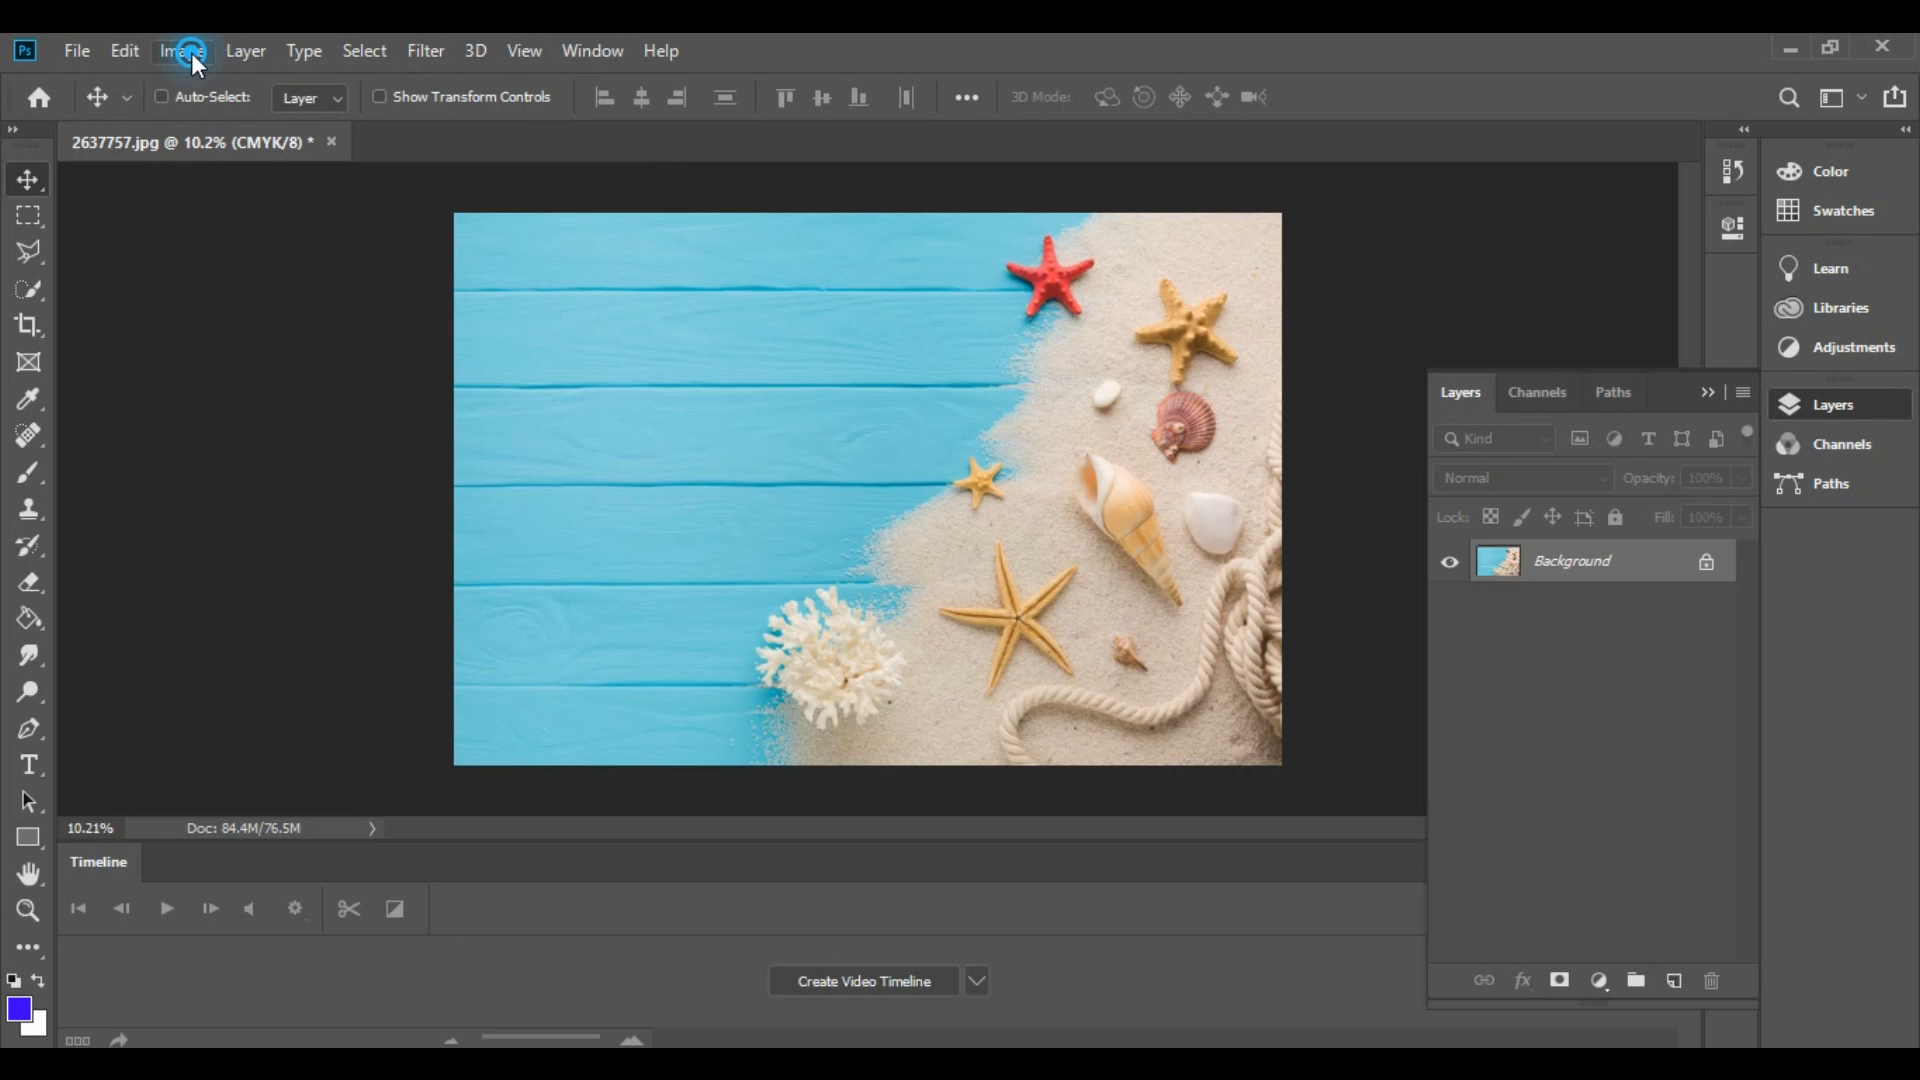 Ps File Edit Layer Type Select Filter 3D View Window Help
Auto-Select: Layer Show Transform Controls 3D Mode:
2637757.jpg @ 10.2% (CMYK/8) *
Color
Swatches
Learn
Libraries
Adjustments
Layers
Channels
Paths
Layers Channels Paths
Kind
Normal Opacity: 100%
Lock: Fill: 100%
Background
fx
10.21% Doc: 84.4M/76.5M
Timeline
Create Video Timeline